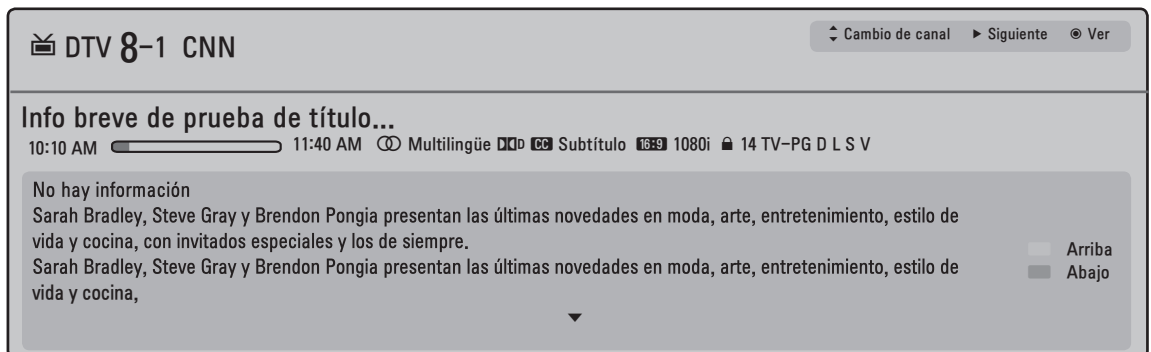 DTV 8-1 CNN
Cambio de canal Siguiente Ver
Info breve de prueba de título...
10:10 AM 11:40 AM Multilingüe DD D CC Subtítulo 16:9 1080i 14 TV-PG D L S V
No hay información
Sarah Bradley, Steve Gray y Brendon Pongia presentan las últimas novedades en moda, arte, entretenimiento, estilo de
vida y cocina, con invitados especiales y los de siempre.
Sarah Bradley, Steve Gray y Brendon Pongia presentan las últimas novedades en moda, arte, entretenimiento, estilo de
vida y cocina,
Arriba
Abajo